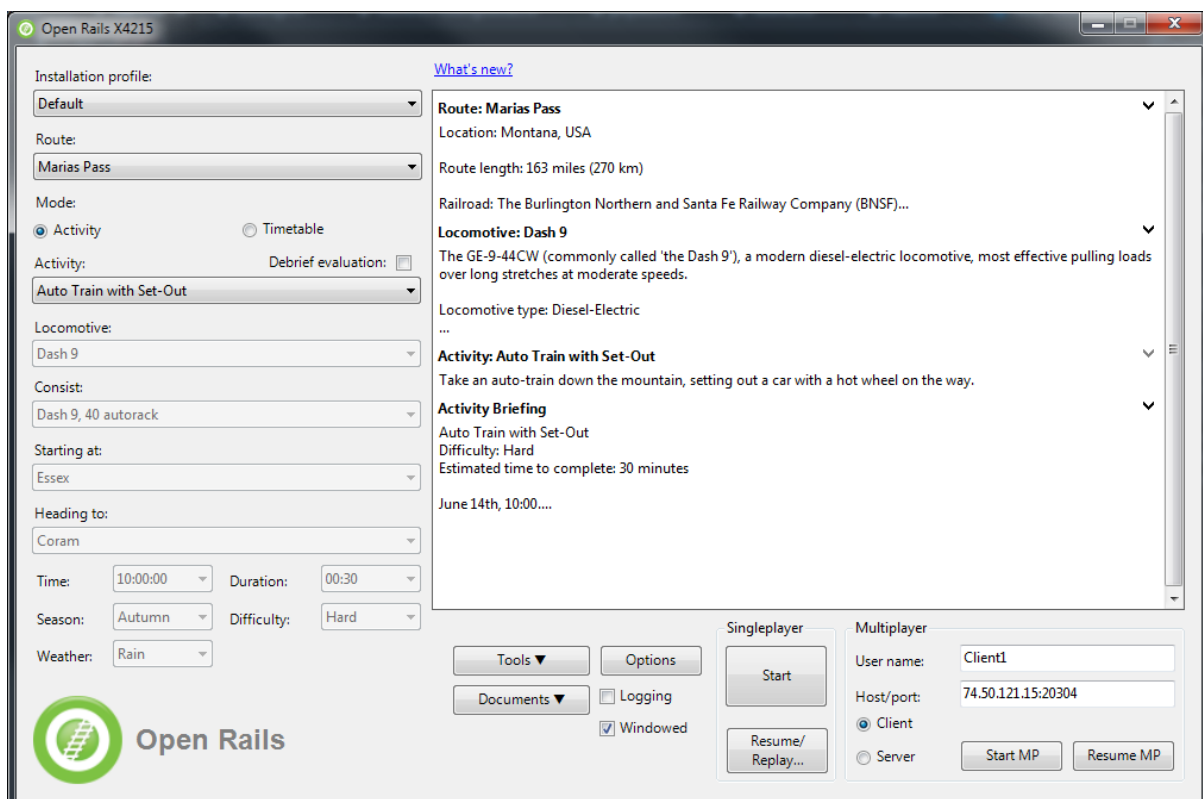 Open Rails X4215
Installation profile:
Default
Route:
Marias Pass
Mode:
Activity
Timetable
Activity:
Debrief evaluation:
Auto Train with Set-Out
Locomotive:
Dash 9
Consist:
Dash 9, 40 autorack
Starting at:
Essex
Heading to:
Coram
Time:
10:00:00
Duration:
00:30
Season:
Autumn
Difficulty:
Hard
Weather:
Rain
Open Rails
What's new?
Route: Marias Pass
Location: Montana, USA
Route length: 163 miles (270 km)
Railroad: The Burlington Northern and Santa Fe Railway Company (BNSF)...
Locomotive: Dash 9
The GE-9-44CW (commonly called 'the Dash 9'), a modern diesel-electric locomotive, most effective pulling loads
over long stretches at moderate speeds.
Locomotive type: Diesel-Electric
...
Activity: Auto Train with Set-Out
Take an auto-train down the mountain, setting out a car with a hot wheel on the way.
Activity Briefing
Auto Train with Set-Out
Difficulty: Hard
Estimated time to complete: 30 minutes
June 14th, 10:00....
Tools ▼
Options
Documents ▼
Logging
Windowed
Singleplayer
Start
Resume/
Replay...
Multiplayer
User name:
Client1
Host/port:
74.50.121.15:20304
Client
Server
Start MP
Resume MP